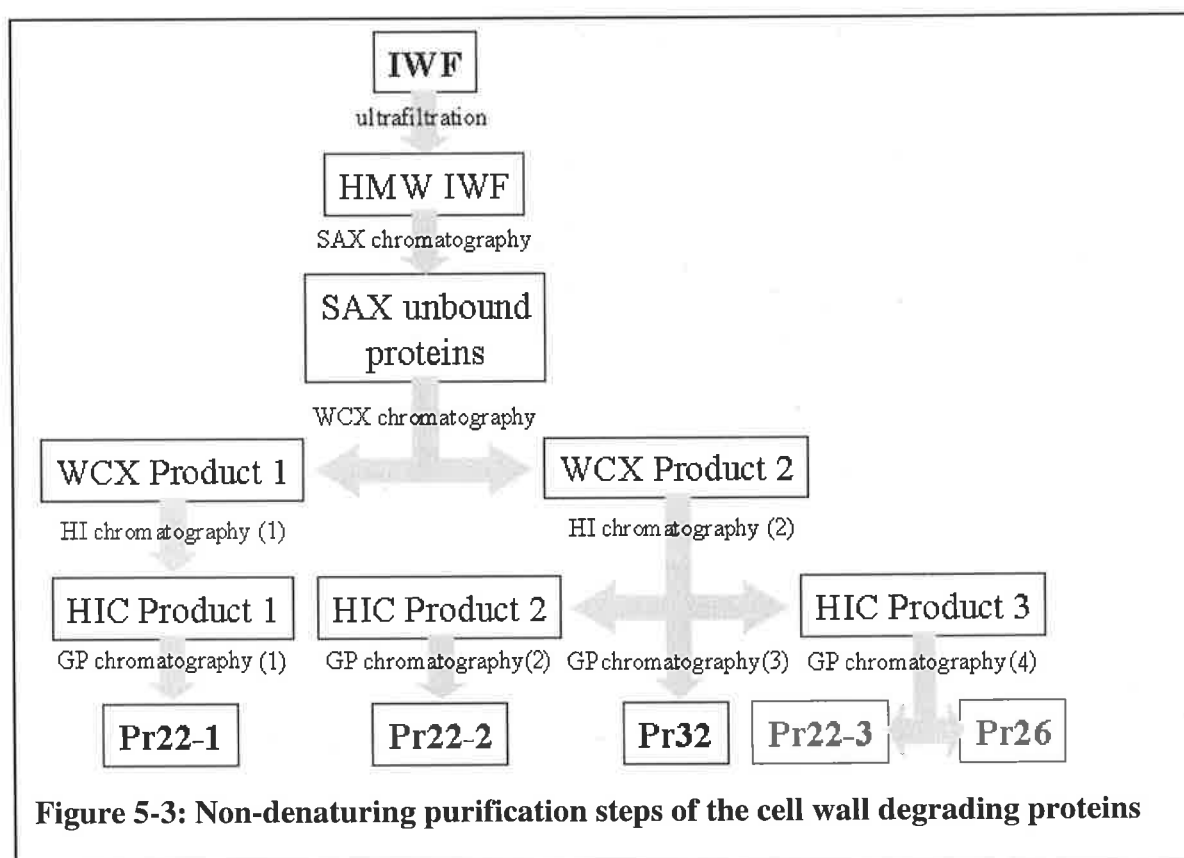 IWF
ultrafiltration
HMW IWF
SAX chromatography
SAX unbound
proteins
WCX chromatography
WCX Product 1
WCX Product 2
HI chromatography (1)
HI chromatography (2)
HIC Product 1
HIC Product 2
HIC Product 3
GP chromatography (1)
GP chromatography(2)
GP chromatography(3)
GP chromatography(4)
Pr22-1
Pr22-2
Pr32
Pr22-3
Pr26
Figure 5-3: Non-denaturing purification steps of the cell wall degrading proteins